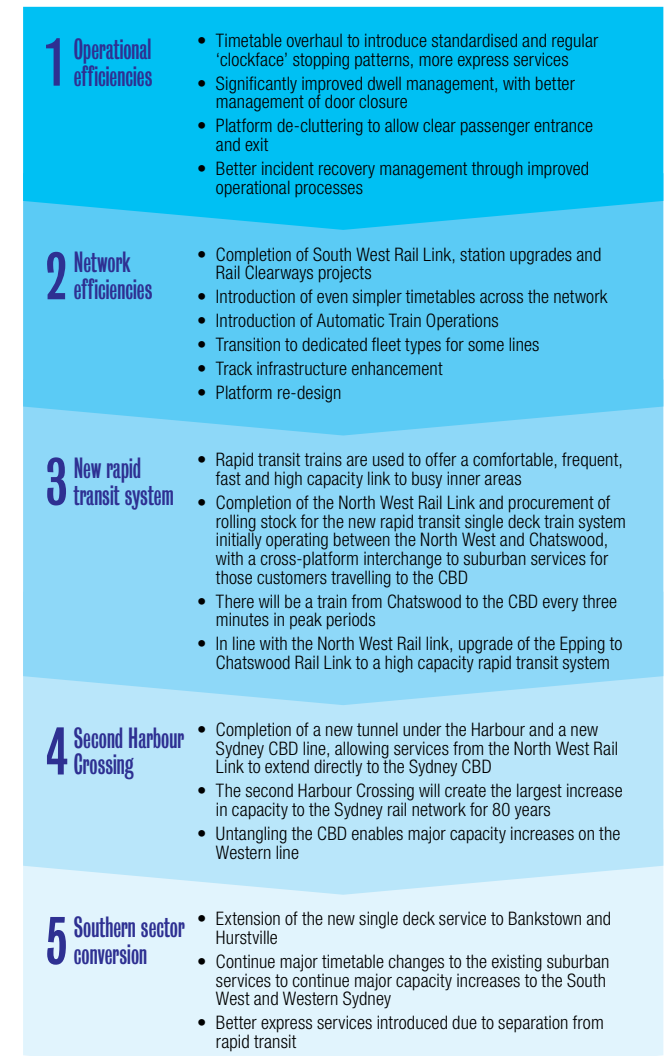 1 Operational
efficiencies
• Timetable overhaul to introduce standardised and regular
‘clockface’ stopping patterns, more express services
• Significantly improved dwell management, with better
management of door closure
• Platform de-cluttering to allow clear passenger entrance
and exit
• Better incident recovery management through improved
operational processes
2 Network
efficiencies
• Completion of South West Rail Link, station upgrades and
Rail Clearways projects
• Introduction of even simpler timetables across the network
• Introduction of Automatic Train Operations
• Transition to dedicated fleet types for some lines
• Track infrastructure enhancement
• Platform re-design
3 New rapid
transit system
• Rapid transit trains are used to offer a comfortable, frequent,
fast and high capacity link to busy inner areas
• Completion of the North West Rail Link and procurement of
rolling stock for the new rapid transit single deck train system
initially operating between the North West and Chatswood,
with a cross-platform interchange to suburban services for
those customers travelling to the CBD
• There will be a train from Chatswood to the CBD every three
minutes in peak periods
• In line with the North West Rail link, upgrade of the Epping to
Chatswood Rail Link to a high capacity rapid transit system
4 Second Harbour
Crossing
• Completion of a new tunnel under the Harbour and a new
Sydney CBD line, allowing services from the North West Rail
Link to extend directly to the Sydney CBD
• The second Harbour Crossing will create the largest increase
in capacity to the Sydney rail network for 80 years
• Untangling the CBD enables major capacity increases on the
Western line
5 Southern sector
conversion
• Extension of the new single deck service to Bankstown and
Hurstville
• Continue major timetable changes to the existing suburban
services to continue major capacity increases to the South
West and Western Sydney
• Better express services introduced due to separation from
rapid transit